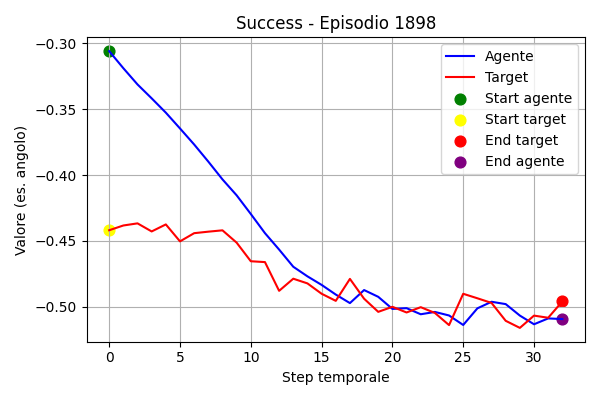 Success - Episodio 1898
Valore (es. angolo)
−0.30
−0.35
−0.40
−0.45
−0.50
Agente
Target
Start agente
Start target
End target
End agente
0 5 10 15 20 25 30
Step temporale